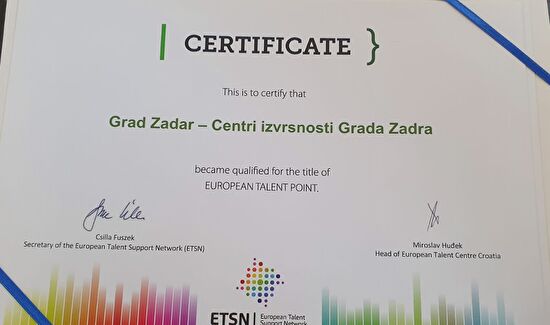 CERTIFICATE
This is to certify that
Grad Zadar – Centri izvrsnosti Grada Zadra
became qualified for the title of
EUROPEAN TALENT POINT.
Csilla Fuszek
Secretary of the European Talent Support Network (ETSN)
Miroslav Huđek
Head of European Talent Centre Croatia
ETSN
European Talent
Support Network